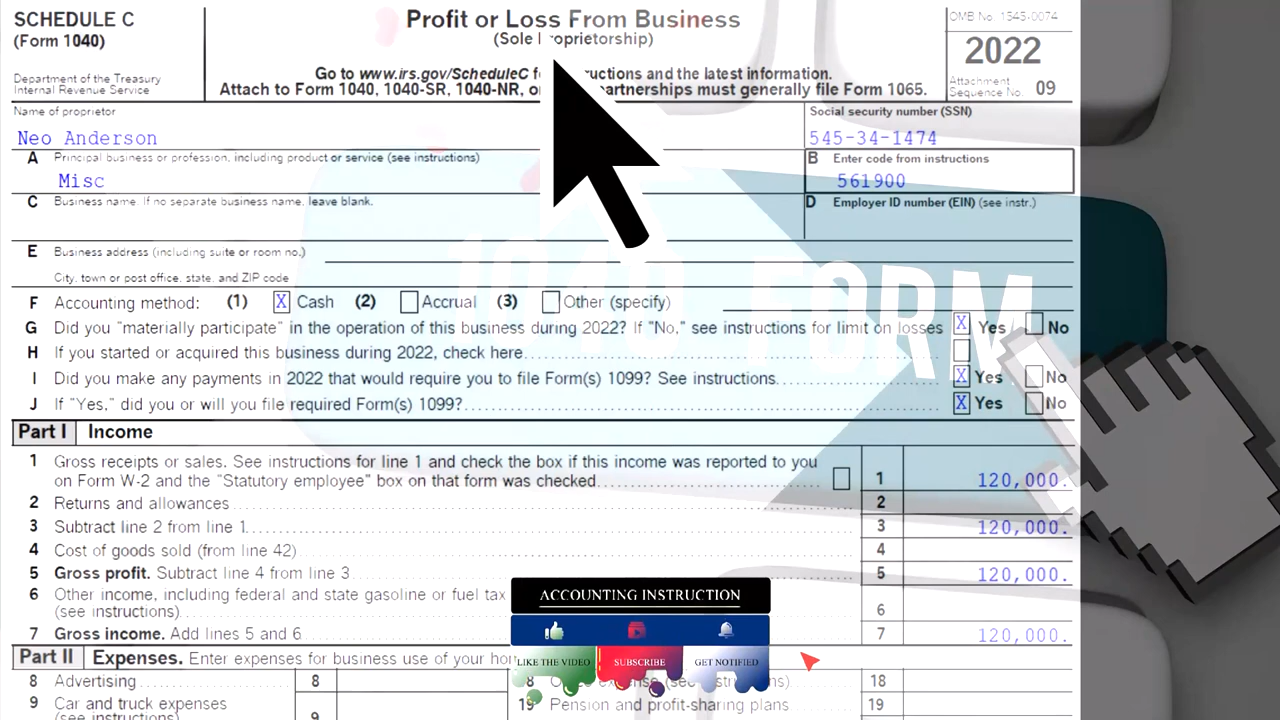 SCHEDULE C
(Form 1040)
Department of the Treasury
Internal Revenue Service
Profit or Loss From Business
(Sole Proprietorship)
Go to www.irs.gov/ScheduleC for instructions and the latest information.
Attach to Form 1040, 1040-SR, 1040-NR, or partnerships must generally file Form 1065.
OMB No. 1545-0074
2022
Attachment
Sequence No. 09
Name of proprietor
Neo Anderson
Social security number (SSN)
545-34-1474
A Principal business or profession, including product or service (see instructions)
Misc
B Enter code from instructions
561900
C Business name. If no separate business name, leave blank.
D Employer ID number (EIN) (see instr.)
E Business address (including suite or room no.)
City, town or post office, state, and ZIP code
F Accounting method: (1) X Cash (2) Accrual (3) Other (specify)
G Did you "materially participate" in the operation of this business during 2022? If "No," see instructions for limit on losses X Yes No
H If you started or acquired this business during 2022, check here
I Did you make any payments in 2022 that would require you to file Form(s) 1099? See instructions X Yes No
J If "Yes," did you or will you file required Form(s) 1099? X Yes No
1040 FORM
Part I Income
1 Gross receipts or sales. See instructions for line 1 and check the box if this income was reported to you
on Form W-2 and the "Statutory employee" box on that form was checked 1 120,000.
2 Returns and allowances 2
3 Subtract line 2 from line 1 3 120,000.
4 Cost of goods sold (from line 42) 4
5 Gross profit. Subtract line 4 from line 3 5 120,000.
6 Other income, including federal and state gasoline or fuel tax
(see instructions) 6
7 Gross income. Add lines 5 and 6 7 120,000.
Part II Expenses. Enter expenses for business use of your
8 Advertising 8
18
9 Car and truck expenses
(see instructions) 9
19 Pension and profit-sharing plans 19
ACCOUNTING INSTRUCTION
LIKE THE VIDEO
SUBSCRIBE
GET NOTIFIED